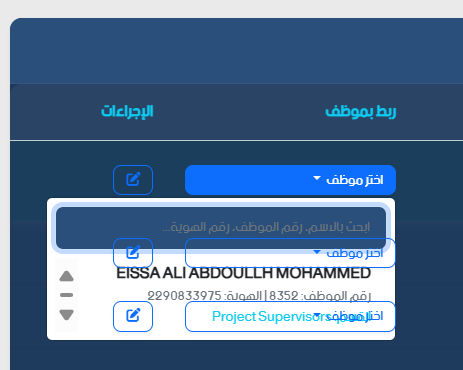 ربط بموظف
الإجراءات
اختر موظف
ابحث بالاسم، رقم الموظف، رقم الهوية...
اختر موظف
EISSA ALI ABDOULLH MOHAMMED
رقم الموظف: 8352 | الهوية: 2290833975
اختر موظف
Project Supervisors